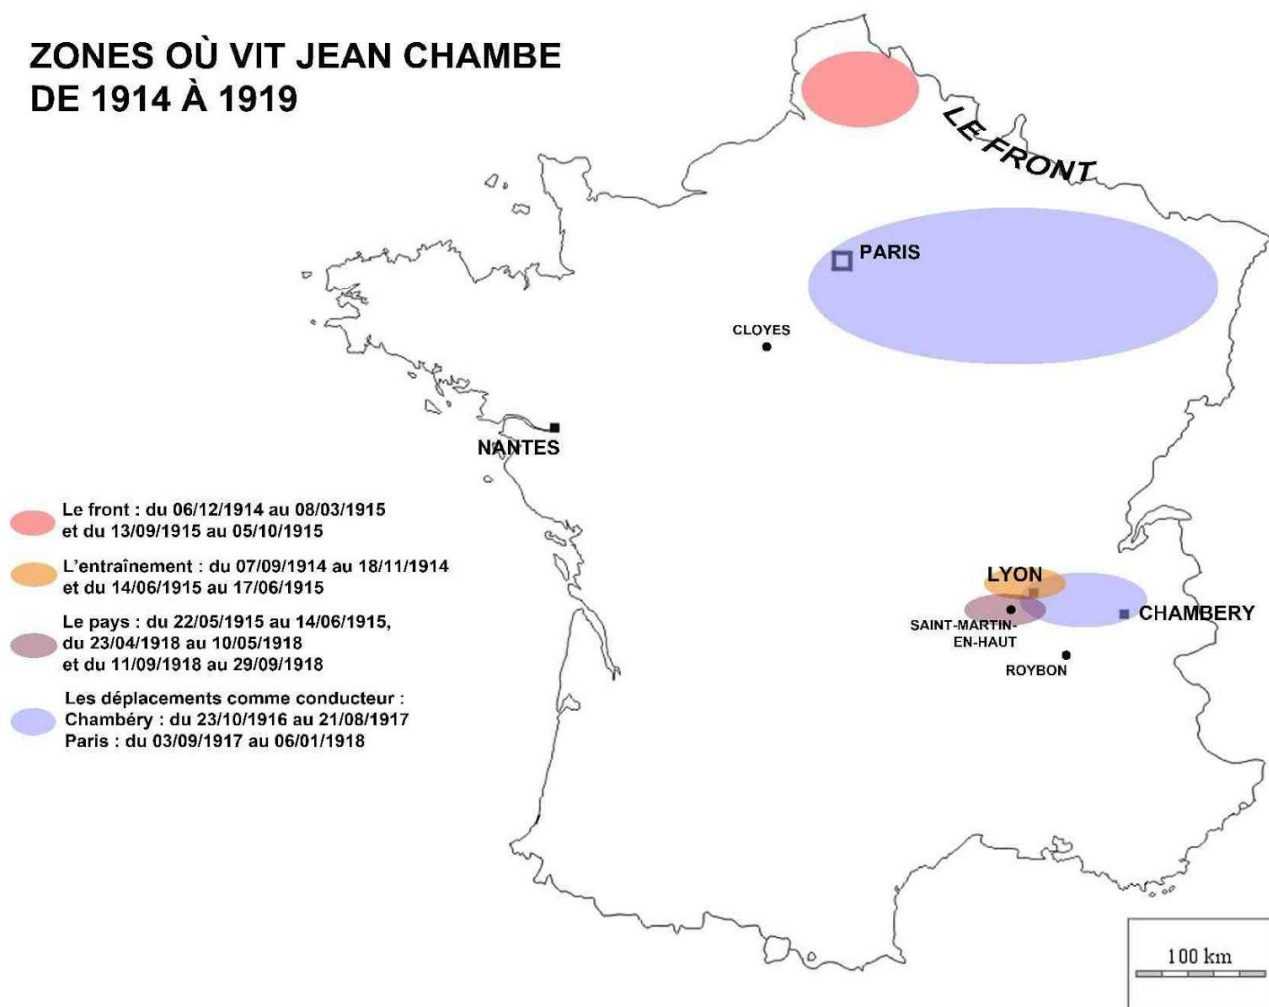 ZONES OÙ VIT JEAN CHAMBE
DE 1914 À 1919
LE FRONT
PARIS
CLOYES
NANTES
Le front : du 06/12/1914 au 08/03/1915
et du 13/09/1915 au 05/10/1915
L'entraînement : du 07/09/1914 au 18/11/1914
et du 14/06/1915 au 17/06/1915
Le pays : du 22/05/1915 au 14/06/1915,
du 23/04/1918 au 10/05/1918
et du 11/09/1918 au 29/09/1918
Les déplacements comme conducteur :
Chambéry : du 23/10/1916 au 21/08/1917
Paris : du 03/09/1917 au 06/01/1918
LYON
CHAMBERY
SAINT-MARTIN-
EN-HAUT
ROYBON
100 km